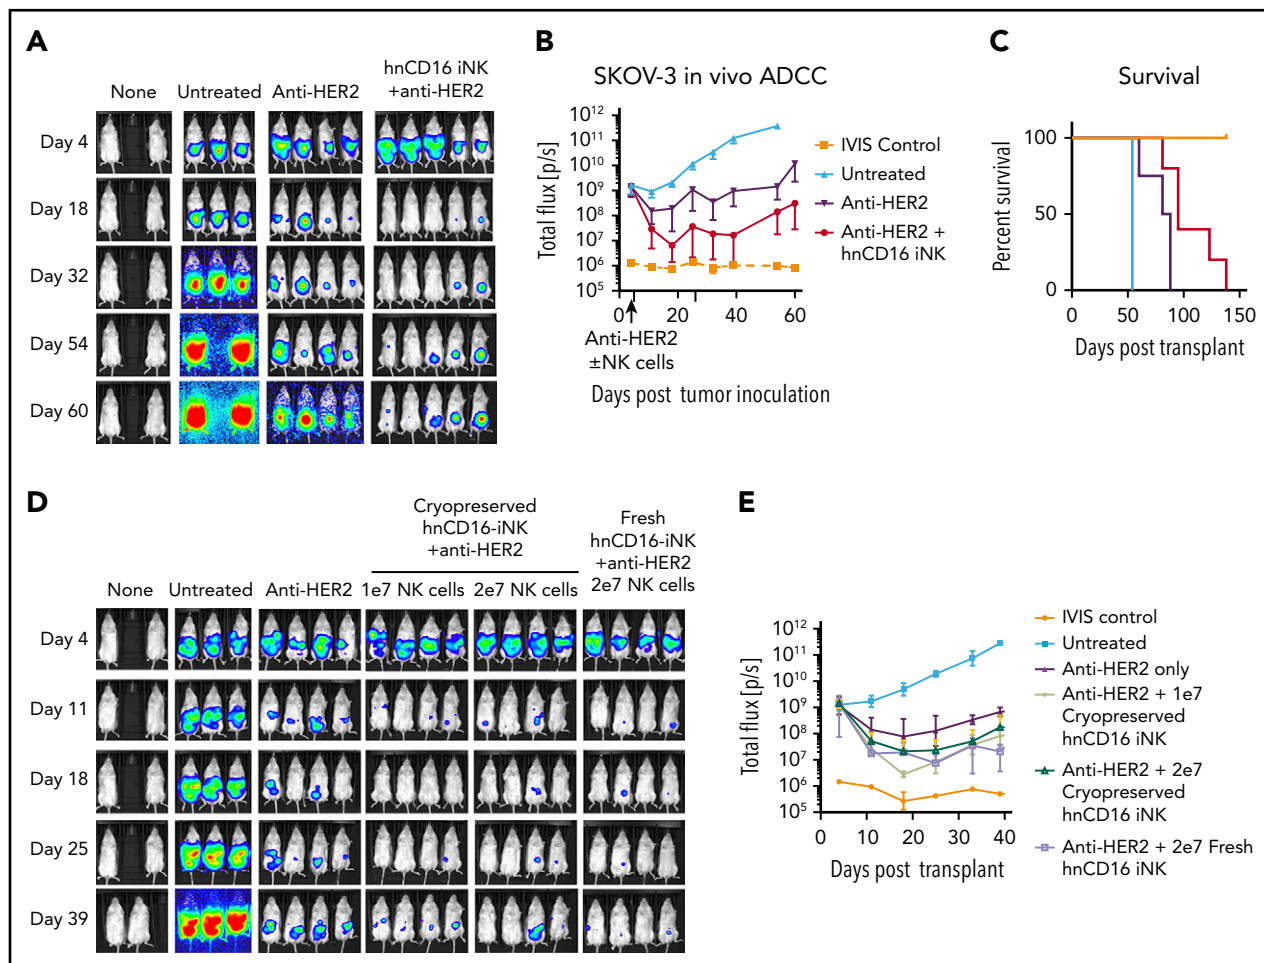 A
None
Untreated
Anti-HER2
hnCD16 iNK
+anti-HER2
Day 4
Day 18
Day 32
Day 54
Day 60
B
SKOV-3 in vivo ADCC
Total flux [p/s]
10¹²
10¹¹
10¹⁰
10⁹
10⁸
10⁷
10⁶
10⁵
0
20
40
60
Anti-HER2
±NK cells
Days post tumor inoculation
IVIS Control
Untreated
Anti-HER2
Anti-HER2 +
hnCD16 iNK
C
Survival
Percent survival
100
50
0
0
50
100
150
Days post transplant
D
Cryopreserved
hnCD16-iNK
+anti-HER2
Fresh
hnCD16-iNK
+anti-HER2
2e7 NK cells
None
Untreated
Anti-HER2
1e7 NK cells
2e7 NK cells
Day 4
Day 11
Day 18
Day 25
Day 39
E
Total flux [p/s]
10¹²
10¹¹
10¹⁰
10⁹
10⁸
10⁷
10⁶
10⁵
0
10
20
30
40
Days post transplant
IVIS control
Untreated
Anti-HER2 only
Anti-HER2 + 1e7
Cryopreserved
hnCD16 iNK
Anti-HER2 + 2e7
Cryopreserved
hnCD16 iNK
Anti-HER2 + 2e7 Fresh
hnCD16 iNK